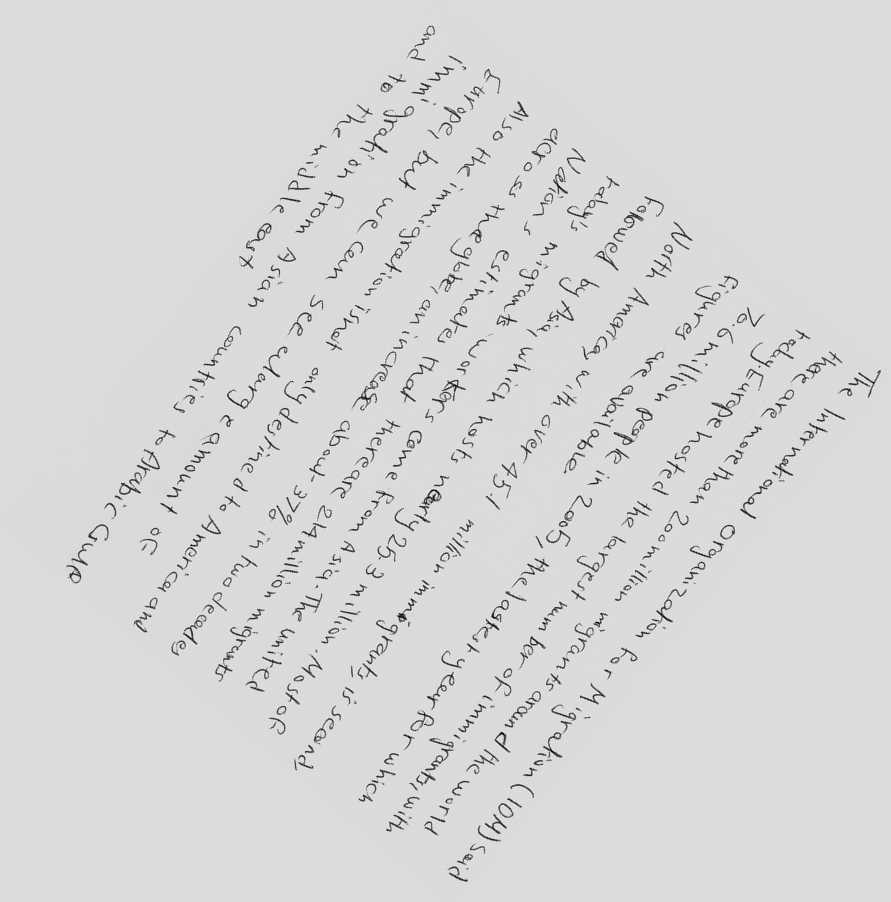 The International Organization for Migration (IOM) said
there are more than 200 million migrants around the world
today. Europe hosted the largest number of immigrants, with
70.6 million people in 2005, the lastest year for which
figures are available.
North America, with over 45.1 million immigrants, is second,
followed by Asia, which hosts nearly 25.3 million. Most of
today's migrants workers come from Asia. The United
Nations estimates that there are 214 million migrants
across the globe, an increase about 37% in two decades
Also the immigration is not only destined to America and
Europe, but we can see a large amount of
immigration from Asian countries to Arabic Gulf
and to the middle east